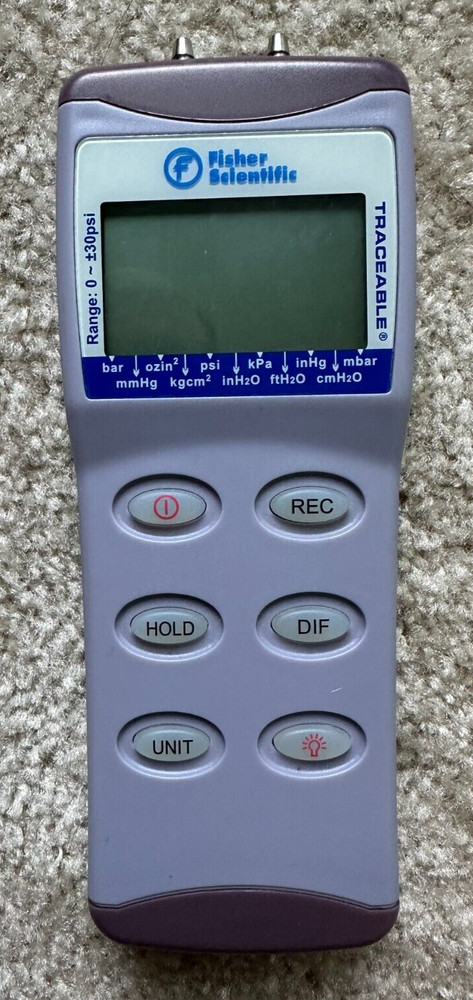 Fisher
Scientific
Range: 0 ~ ±30psi
TRACEABLE®
bar ozin² psi kPa inHg mbar
mmHg kgcm² inH2O ftH2O cmH2O
REC
HOLD DIF
UNIT